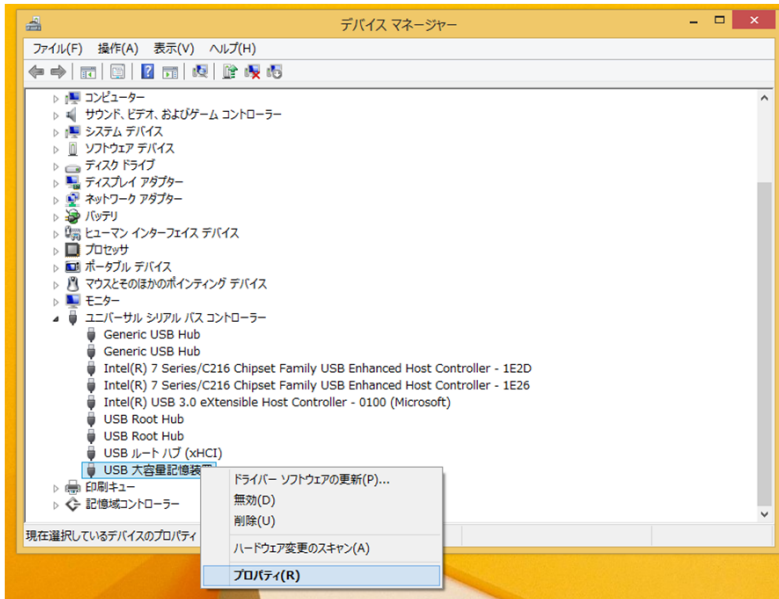 デバイス マネージャー
ファイル(F) 操作(A) 表示(V) ヘルプ(H)
コンピューター
サウンド、ビデオ、およびゲーム コントローラー
システム デバイス
ソフトウェア デバイス
ディスク ドライブ
ディスプレイ アダプター
ネットワーク アダプター
バッテリ
ヒューマン インターフェイス デバイス
プロセッサ
ポータブル デバイス
マウスとそのほかのポインティング デバイス
モニター
ユニバーサル シリアル バス コントローラー
Generic USB Hub
Generic USB Hub
Intel(R) 7 Series/C216 Chipset Family USB Enhanced Host Controller - 1E2D
Intel(R) 7 Series/C216 Chipset Family USB Enhanced Host Controller - 1E26
Intel(R) USB 3.0 eXtensible Host Controller - 0100 (Microsoft)
USB Root Hub
USB Root Hub
USB ルート ハブ (xHCI)
USB 大容量記憶装
印刷キュー
記憶域コントローラー
ドライバー ソフトウェアの更新(P)...
無効(D)
削除(U)
ハードウェア変更のスキャン(A)
プロパティ(R)
現在選択しているデバイスのプロパティ